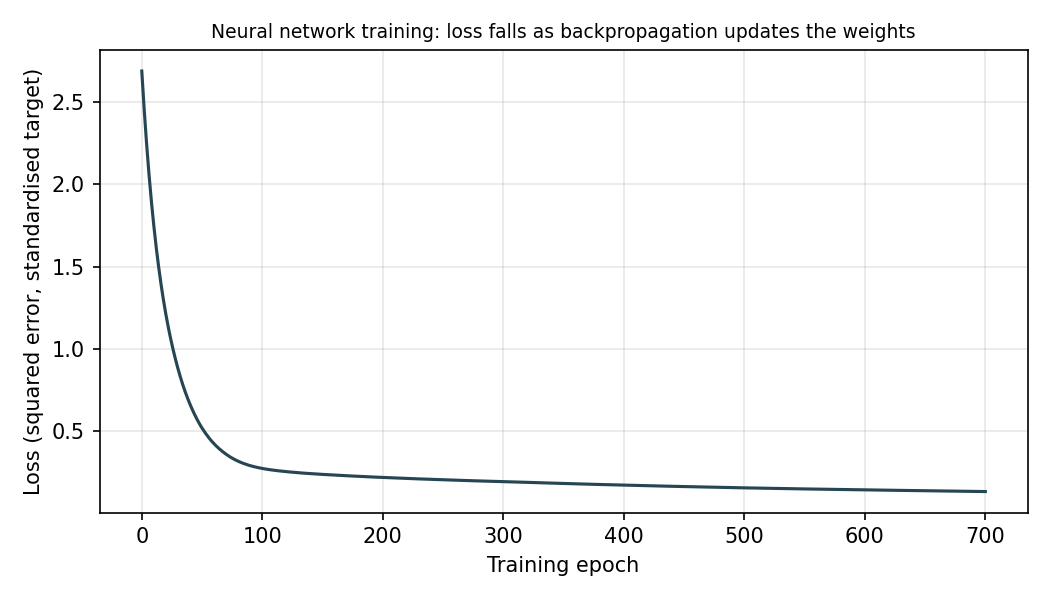 Neural network training: loss falls as backpropagation updates the weights
Loss (squared error, standardised target)
2.5
2.0
1.5
1.0
0.5
0 100 200 300 400 500 600 700
Training epoch